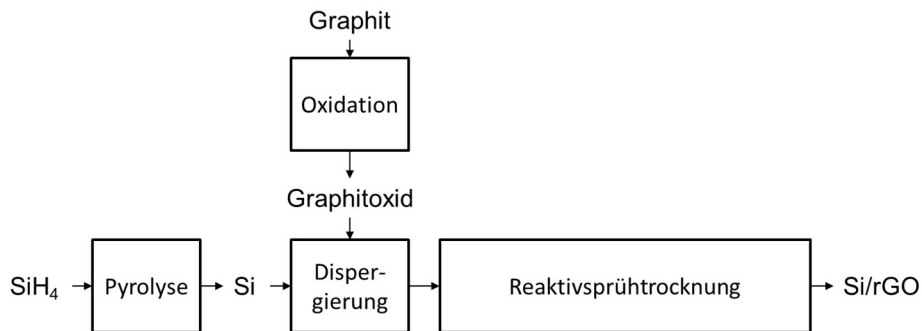 Graphit
Oxidation
Graphitoxid
SiH₄ Pyrolyse Si Disper-
gierung Reaktivsprühtrocknung Si/rGO